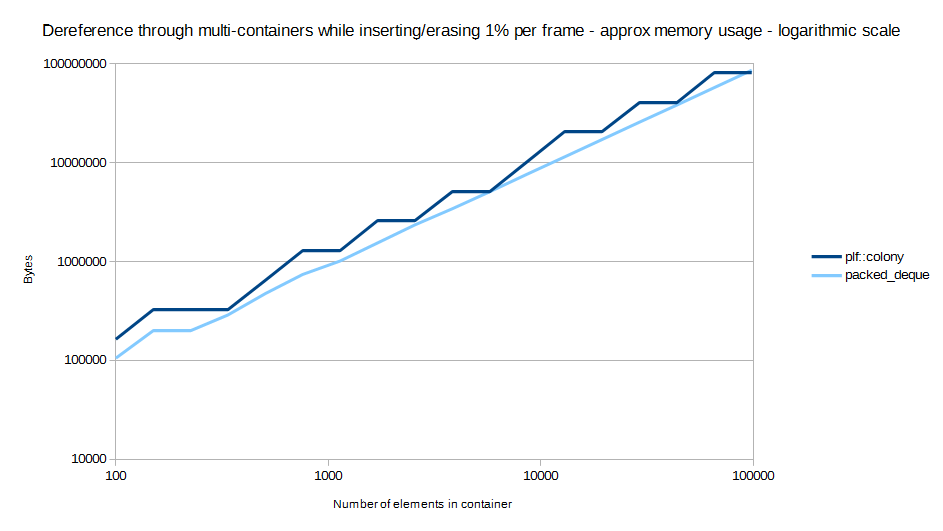 Dereference through multi-containers while inserting/erasing 1% per frame - approx memory usage - logarithmic scale
100000000
10000000
1000000
100000
10000
Bytes
100
1000
10000
100000
Number of elements in container
plf::colony
packed_deque